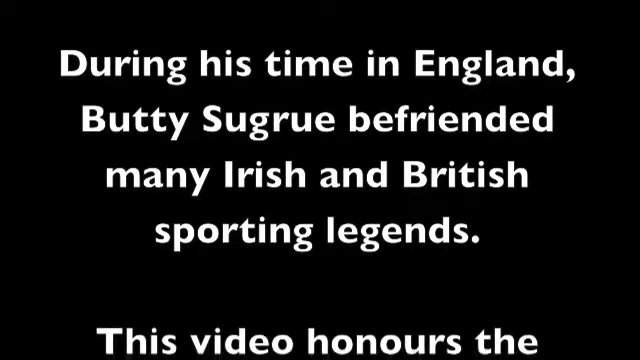 During his time in England,
Butty Sugrue befriended
many Irish and British
sporting legends.
This video honours the